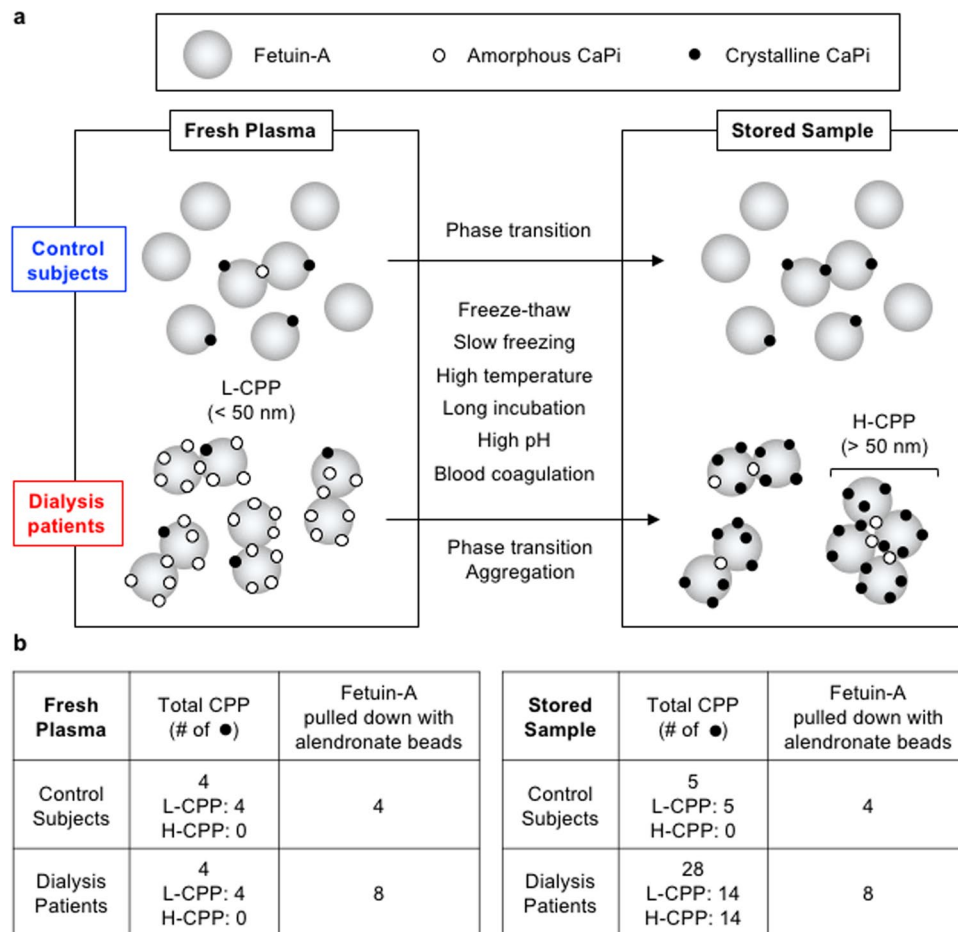 a
Fetuin-A
Amorphous CaPi
Crystalline CaPi
Fresh Plasma
Stored Sample
Control
subjects
Phase transition
Freeze-thaw
Slow freezing
High temperature
Long incubation
High pH
Blood coagulation
L-CPP
(< 50 nm)
H-CPP
(> 50 nm)
Dialysis
patients
Phase transition
Aggregation
b
Fresh
Plasma
Total CPP
(# of ●)
Fetuin-A
pulled down with
alendronate beads
Control
Subjects
4
L-CPP: 4
H-CPP: 0
4
Dialysis
Patients
4
L-CPP: 4
H-CPP: 0
8
Stored
Sample
Total CPP
(# of ●)
Fetuin-A
pulled down with
alendronate beads
Control
Subjects
5
L-CPP: 5
H-CPP: 0
4
Dialysis
Patients
28
L-CPP: 14
H-CPP: 14
8